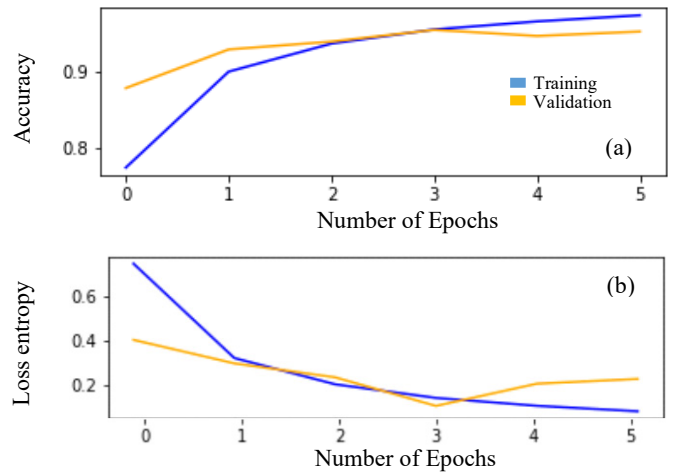 Accuracy
0.9
0.8
Training
Validation
(a)
0 1 2 3 4 5
Number of Epochs
Loss entropy
0.6
0.4
0.2
(b)
0 1 2 3 4 5
Number of Epochs